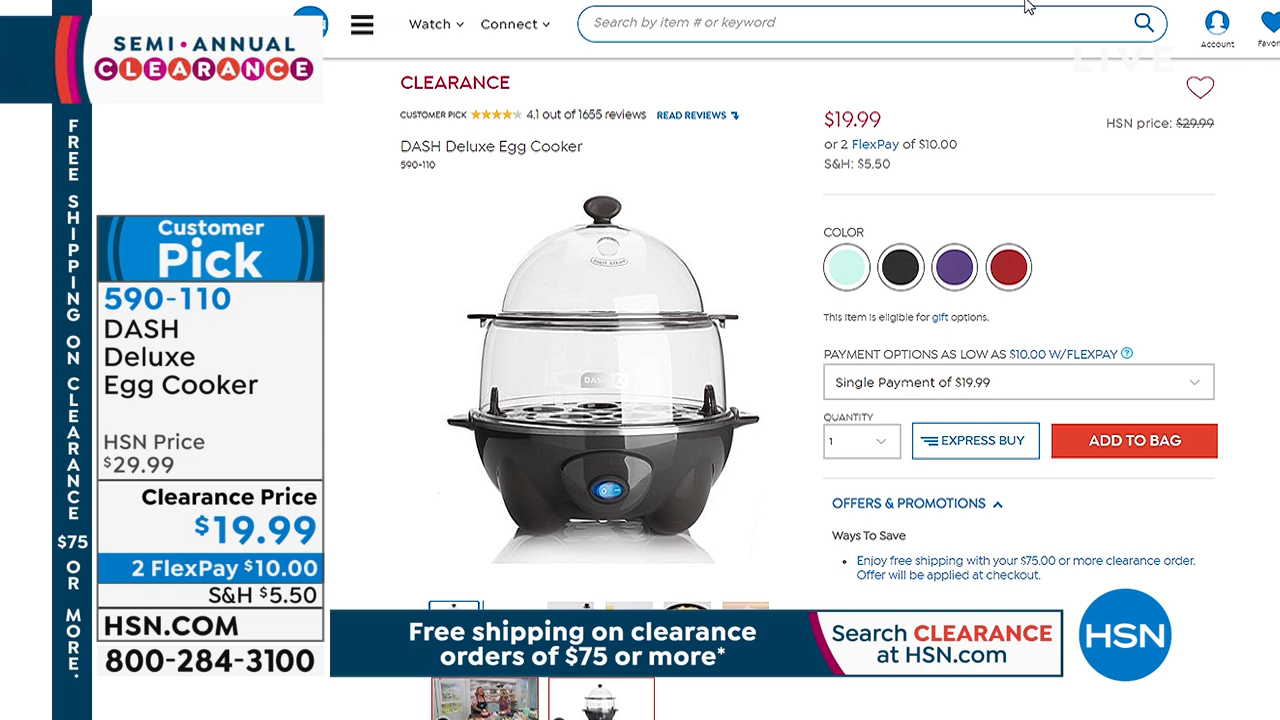 SEMI•ANNUAL
CLEARANCE
FREE SHIPPING ON CLEARANCE $75 OR MORE.
Customer
Pick
590-110
DASH
Deluxe
Egg Cooker
HSN Price
$29.99
Clearance Price
$19.99
2 FlexPay $10.00
S&H $5.50
HSN.COM
800-284-3100
Watch
Connect
Search by item # or keyword
Account
LIVE
CLEARANCE
CUSTOMER PICK 4.1 out of 1655 reviews READ REVIEWS
DASH Deluxe Egg Cooker
590-110
DASH
$19.99
HSN price: $29.99
or 2 FlexPay of $10.00
S&H: $5.50
COLOR
This item is eligible for gift options.
PAYMENT OPTIONS AS LOW AS $10.00 W/FLEXPAY ?
Single Payment of $19.99
QUANTITY
1
EXPRESS BUY
ADD TO BAG
OFFERS & PROMOTIONS
Ways To Save
• Enjoy free shipping with your $75.00 or more clearance order.
Offer will be applied at checkout.
Free shipping on clearance
orders of $75 or more*
Search CLEARANCE
at HSN.com
HSN